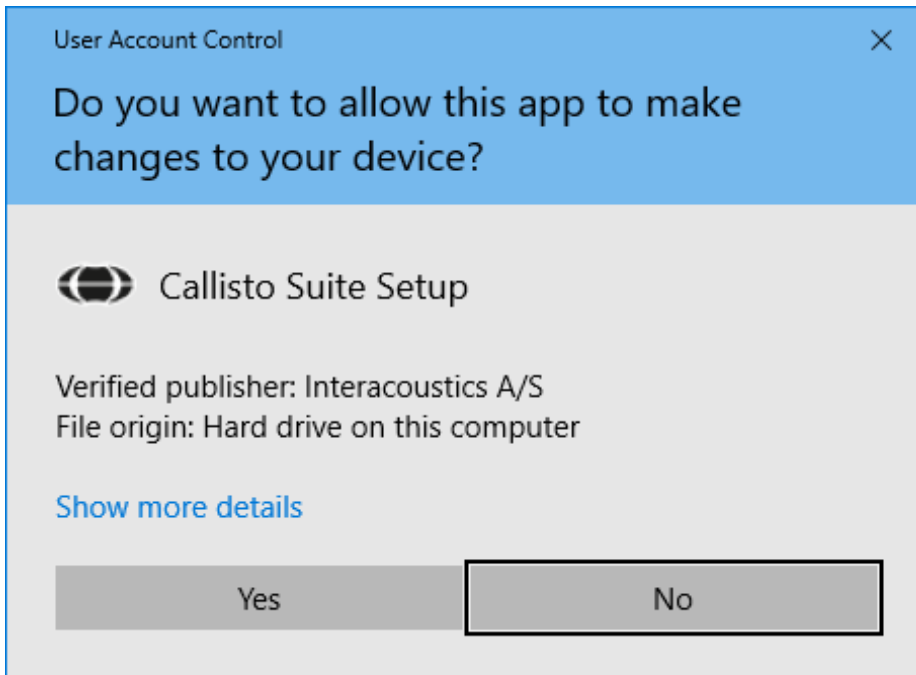 User Account Control
Do you want to allow this app to make
changes to your device?
Callisto Suite Setup
Verified publisher: Interacoustics A/S
File origin: Hard drive on this computer
Show more details
Yes
No